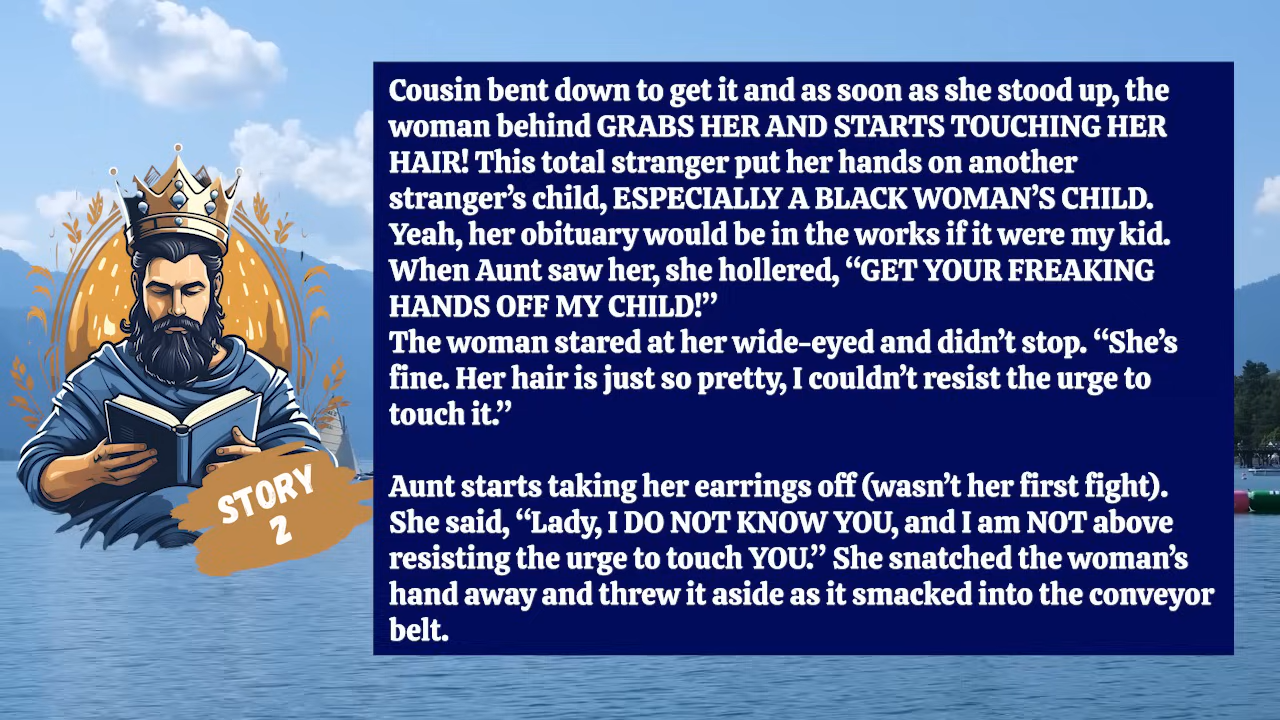 Cousin bent down to get it and as soon as she stood up, the
woman behind GRABS HER AND STARTS TOUCHING HER
HAIR! This total stranger put her hands on another
stranger’s child, ESPECIALLY A BLACK WOMAN’S CHILD.
Yeah, her obituary would be in the works if it were my kid.
When Aunt saw her, she hollered, “GET YOUR FREAKING
HANDS OFF MY CHILD!”
The woman stared at her wide-eyed and didn’t stop. “She’s
fine. Her hair is just so pretty, I couldn’t resist the urge to
touch it.”
Aunt starts taking her earrings off (wasn’t her first fight).
She said, “Lady, I DO NOT KNOW YOU, and I am NOT above
resisting the urge to touch YOU.” She snatched the woman’s
hand away and threw it aside as it smacked into the conveyor
belt.
STORY
2